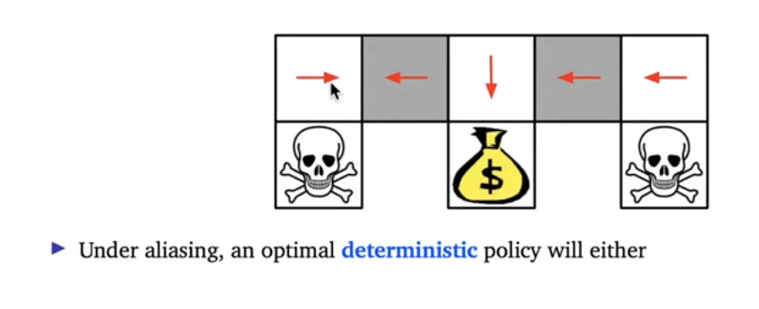 $
Under aliasing, an optimal deterministic policy will either